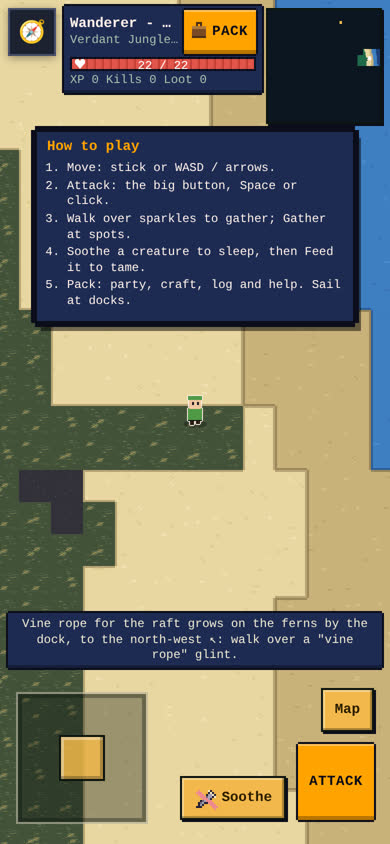 Wanderer - …
Verdant Jungle…
PACK
22 / 22
XP 0 Kills 0 Loot 0
How to play
1. Move: stick or WASD / arrows.
2. Attack: the big button, Space or
click.
3. Walk over sparkles to gather; Gather
at spots.
4. Soothe a creature to sleep, then Feed
it to tame.
5. Pack: party, craft, log and help. Sail
at docks.
Vine rope for the raft grows on the ferns by the
dock, to the north-west ↖: walk over a "vine
rope" glint.
Map
Soothe
ATTACK